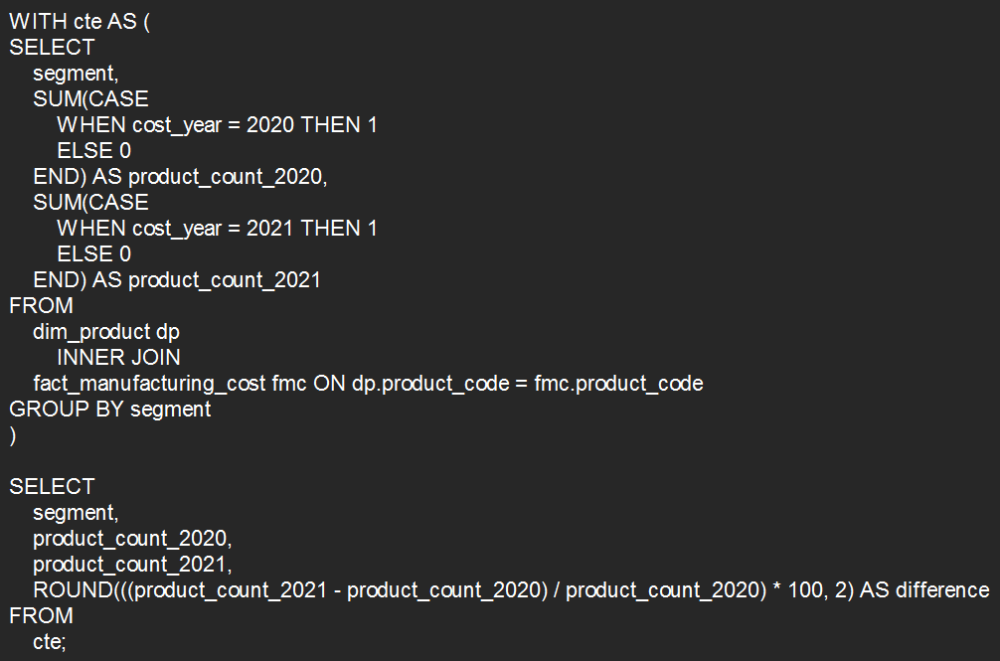 WITH cte AS (
SELECT
segment,
SUM(CASE
WHEN cost_year = 2020 THEN 1
ELSE 0
END) AS product_count_2020,
SUM(CASE
WHEN cost_year = 2021 THEN 1
ELSE 0
END) AS product_count_2021
FROM
dim_product dp
INNER JOIN
fact_manufacturing_cost fmc ON dp.product_code = fmc.product_code
GROUP BY segment
)
SELECT
segment,
product_count_2020,
product_count_2021,
ROUND(((product_count_2021 - product_count_2020) / product_count_2020) * 100, 2) AS difference
FROM
cte;